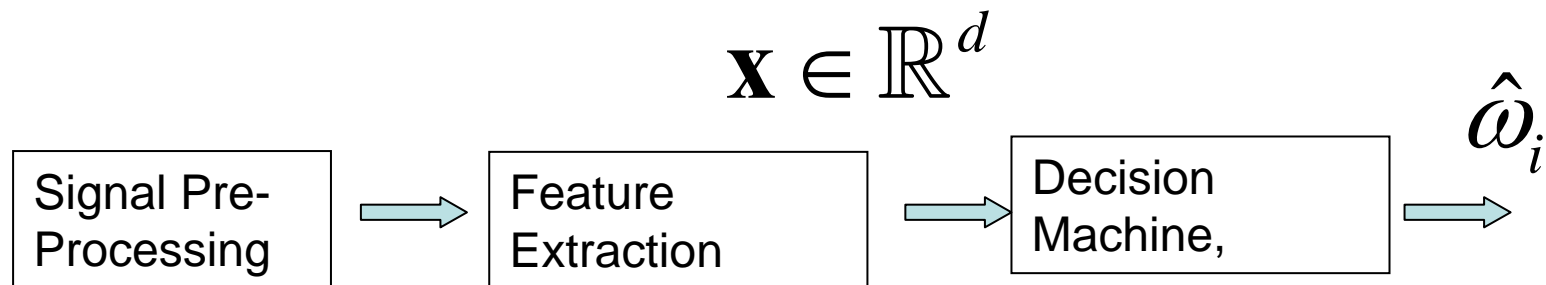 𝐱 ∈ ℝ^d
ω̂_i
Signal Pre-
Processing
Feature
Extraction
Decision
Machine,